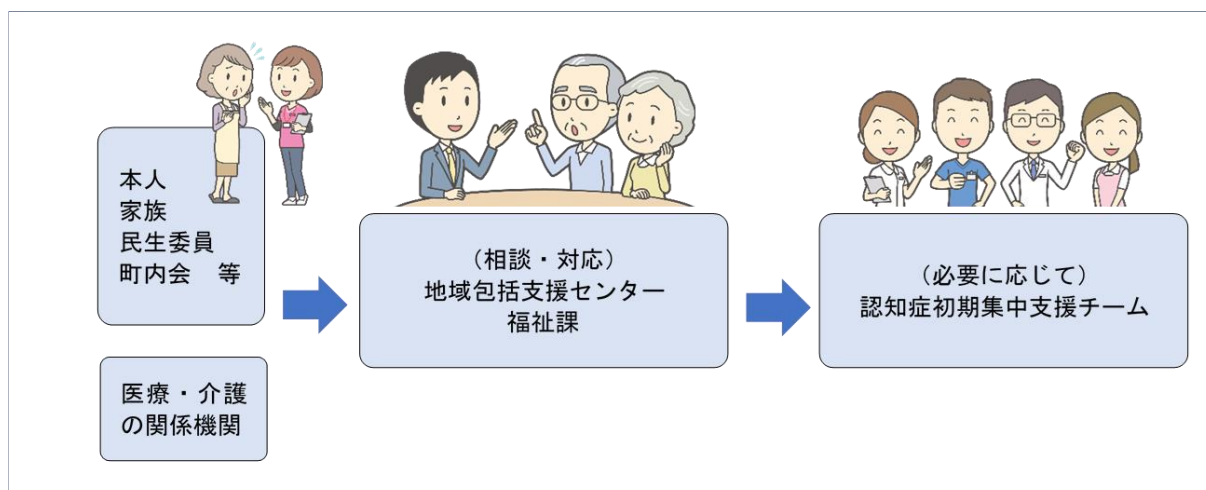 本人
家族
民生委員
町内会　等
医療・介護
の関係機関
（相談・対応）
地域包括支援センター
福祉課
（必要に応じて）
認知症初期集中支援チーム